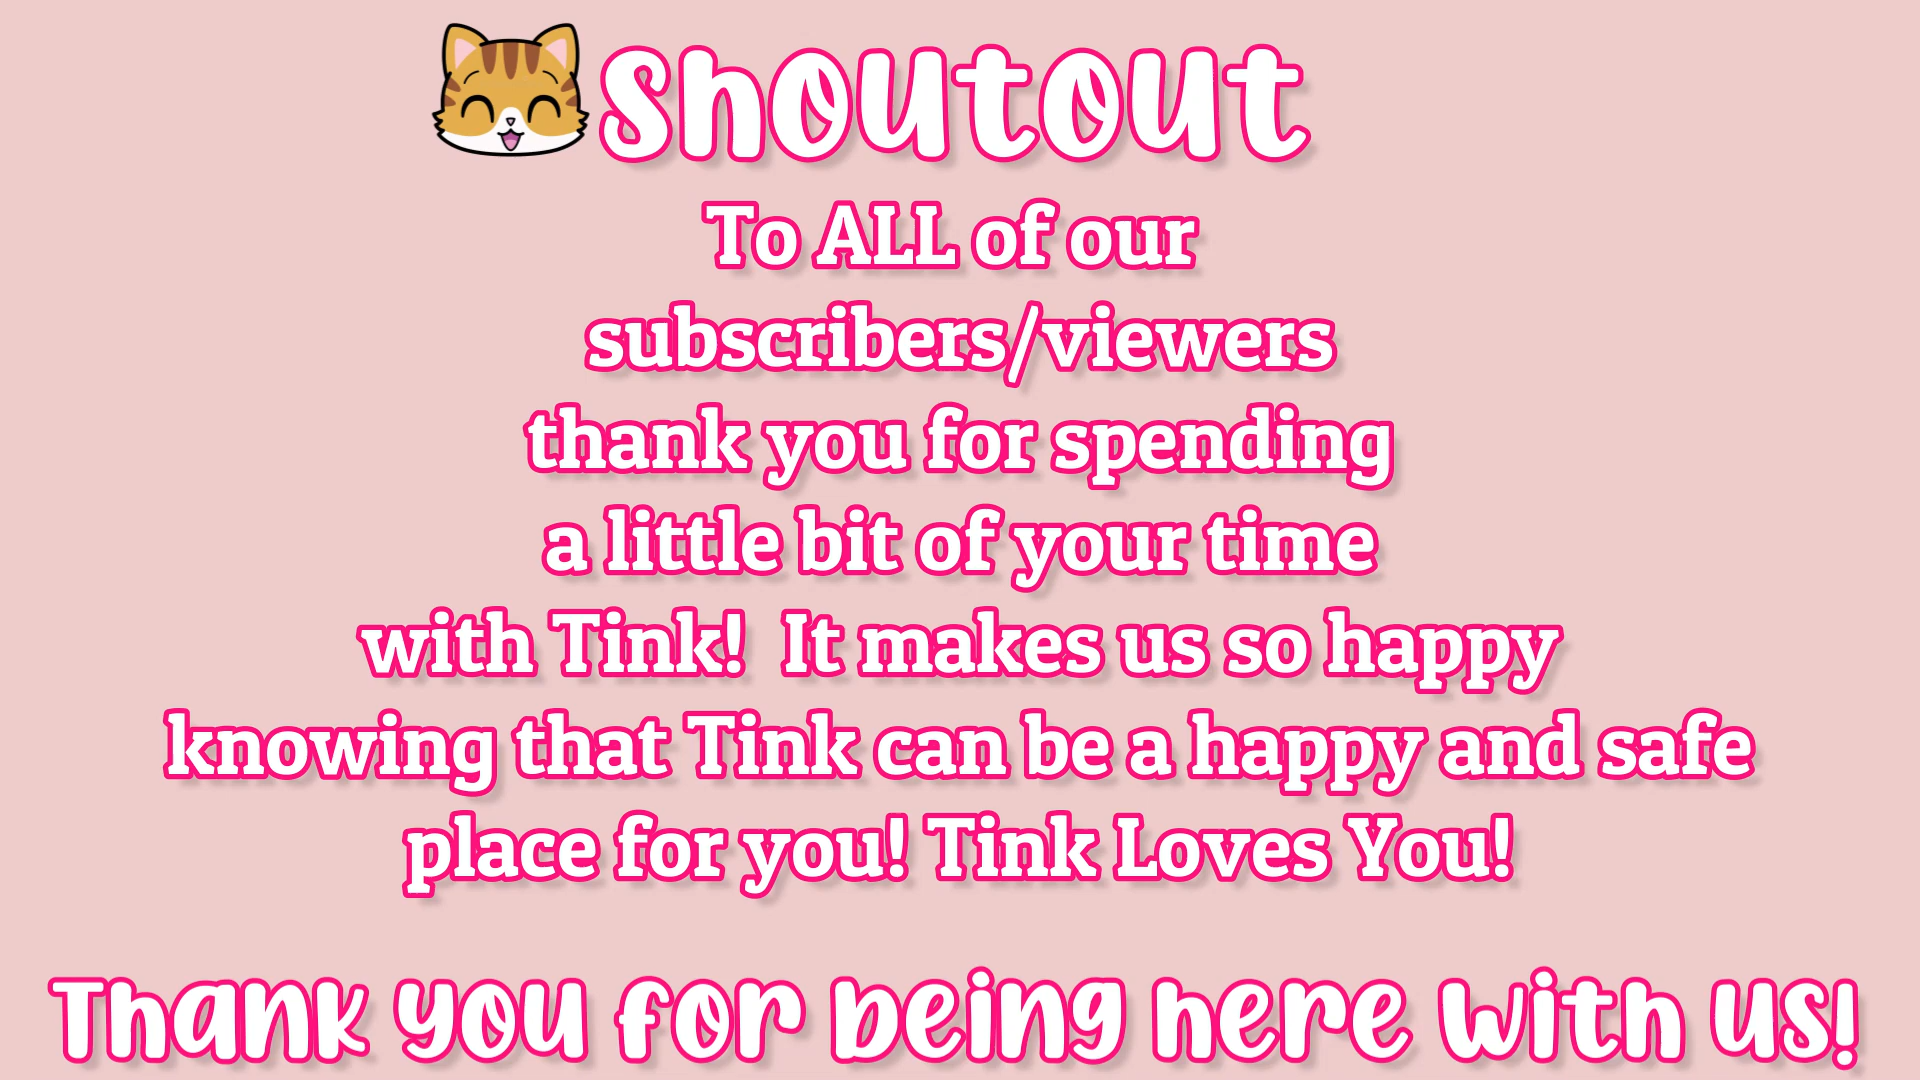 Shoutout
To ALL of our
subscribers/viewers
thank you for spending
a little bit of your time
with Tink!  It makes us so happy
knowing that Tink can be a happy and safe
place for you! Tink Loves You!
Thank you for being here with us!